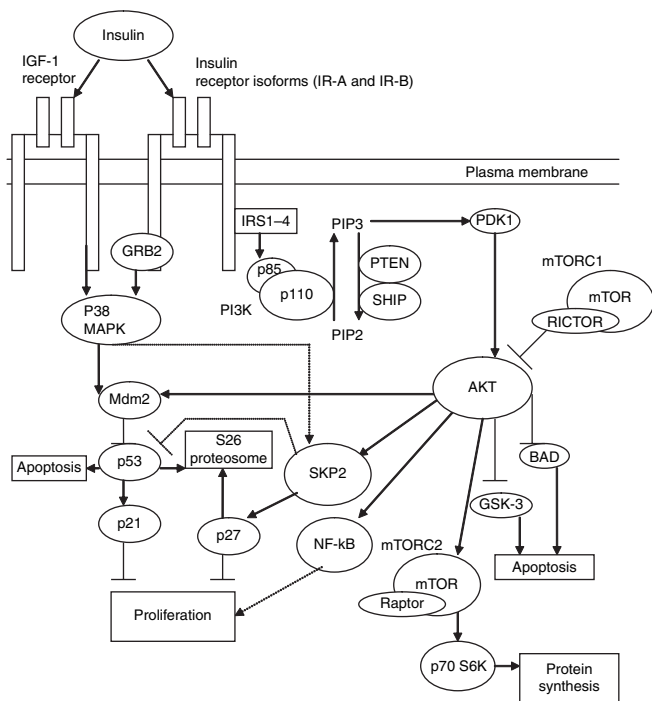 Insulin
IGF-1
receptor
Insulin
receptor isoforms (IR-A and IR-B)
Plasma membrane
IRS1–4
PIP3
PDK1
GRB2
p85
PTEN
mTORC1
p110
mTOR
PI3K
SHIP
P38
MAPK
RICTOR
PIP2
AKT
Mdm2
S26
proteosome
BAD
Apoptosis
p53
SKP2
GSK-3
p21
p27
NF-kB
mTORC2
Apoptosis
mTOR
Raptor
Proliferation
p70 S6K
Protein
synthesis